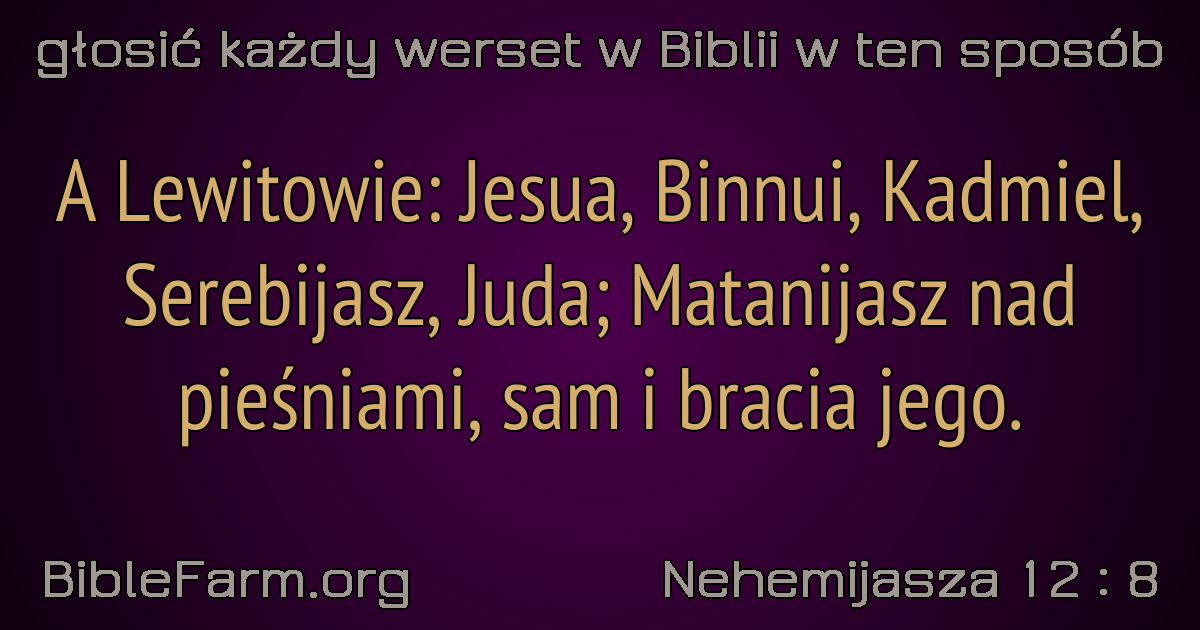 głosić każdy werset w Biblii w ten sposób
A Lewitowie: Jesua, Binnui, Kadmiel,
Serebijasz, Juda; Matanijasz nad
pieśniami, sam i bracia jego.
BibleFarm.org
Nehemijasza 12 : 8